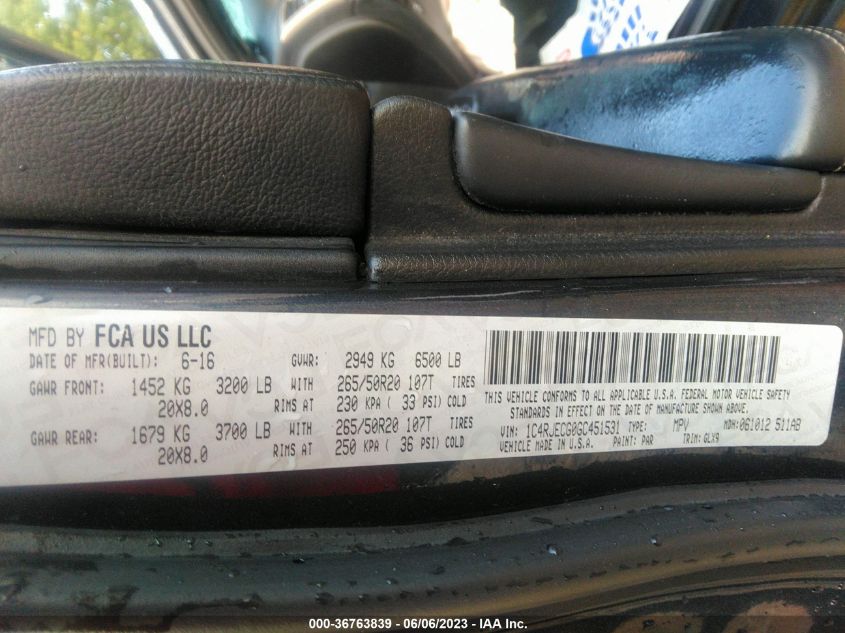 MFD BY FCA US LLC
DATE OF MFR(BUILT): 6-16 GVWR: 2949 KG 6500 LB
GAWR FRONT: 1452 KG 3200 LB WITH 265/50R20 107T TIRES
20X8.0 RIMS AT 230 KPA ( 33 PSI) COLD
GAWR REAR: 1679 KG 3700 LB WITH 265/50R20 107T TIRES
20X8.0 RIMS AT 250 KPA ( 36 PSI) COLD
THIS VEHICLE CONFORMS TO ALL APPLICABLE U.S.A. FEDERAL MOTOR VEHICLE SAFETY
STANDARDS IN EFFECT ON THE DATE OF MANUFACTURE SHOWN ABOVE.
VIN: 1C4RJECG0GC451531 TYPE: MPV MDH: 061012 511AB
VEHICLE MADE IN U.S.A. PAINT: PAR TRIM: GLX9
000-36763839 - 06/06/2023 - IAA Inc.